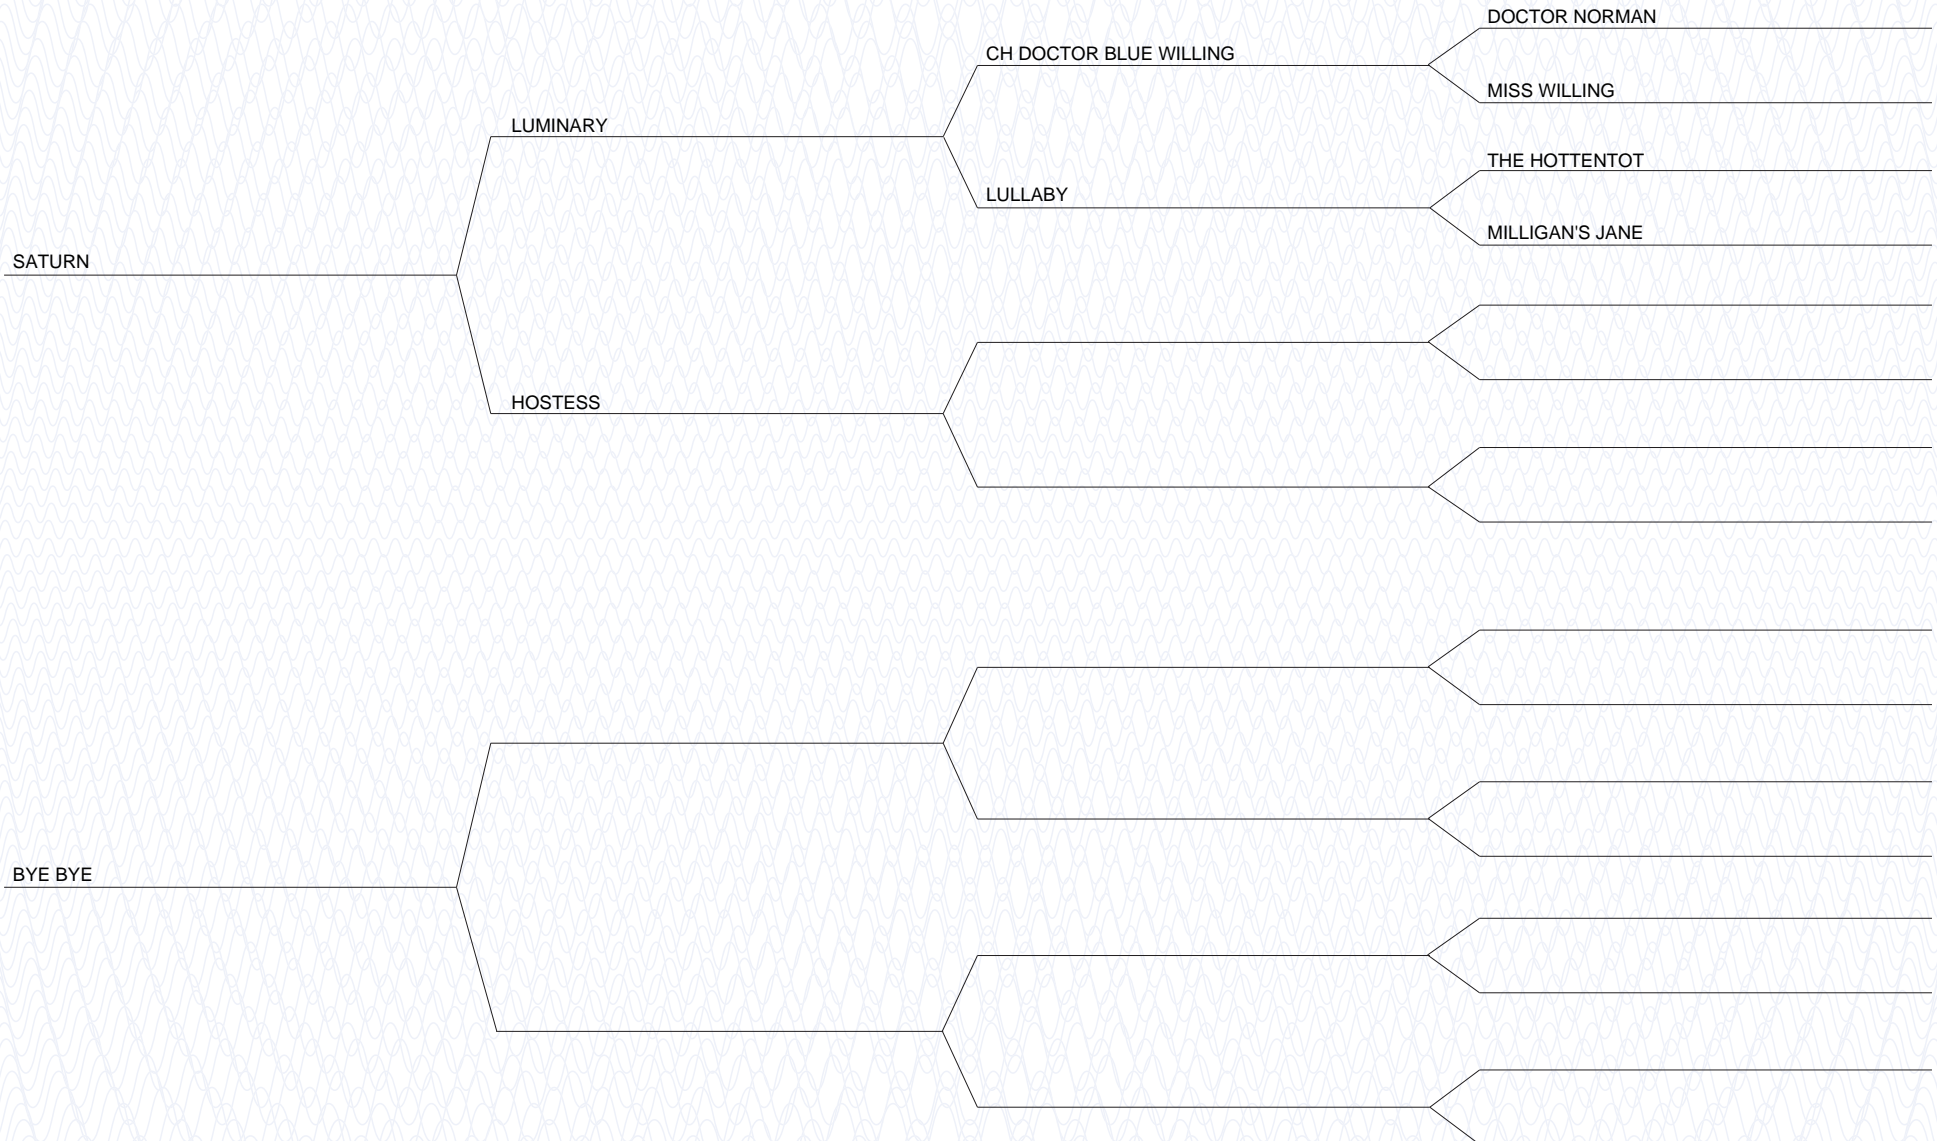 DOCTOR NORMAN
CH DOCTOR BLUE WILLING
MISS WILLING
LUMINARY
THE HOTTENTOT
LULLABY
MILLIGAN'S JANE
SATURN
HOSTESS
BYE BYE